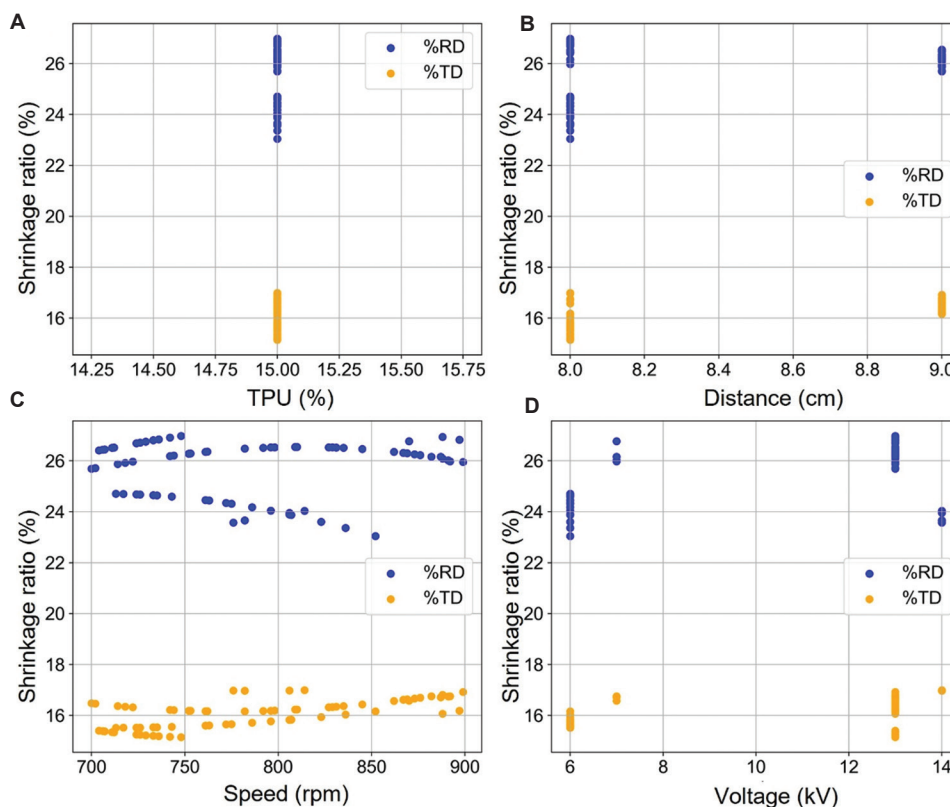 A
Shrinkage ratio (%)
26
24
22
20
18
16
%RD
%TD
14.25 14.50 14.75 15.00 15.25 15.50 15.75
TPU (%)
B
Shrinkage ratio (%)
26
24
22
20
18
16
%RD
%TD
8.0 8.2 8.4 8.6 8.8 9.0
Distance (cm)
C
Shrinkage ratio (%)
26
24
22
20
18
16
%RD
%TD
700 750 800 850 900
Speed (rpm)
D
Shrinkage ratio (%)
26
24
22
20
18
16
%RD
%TD
6 8 10 12 14
Voltage (kV)